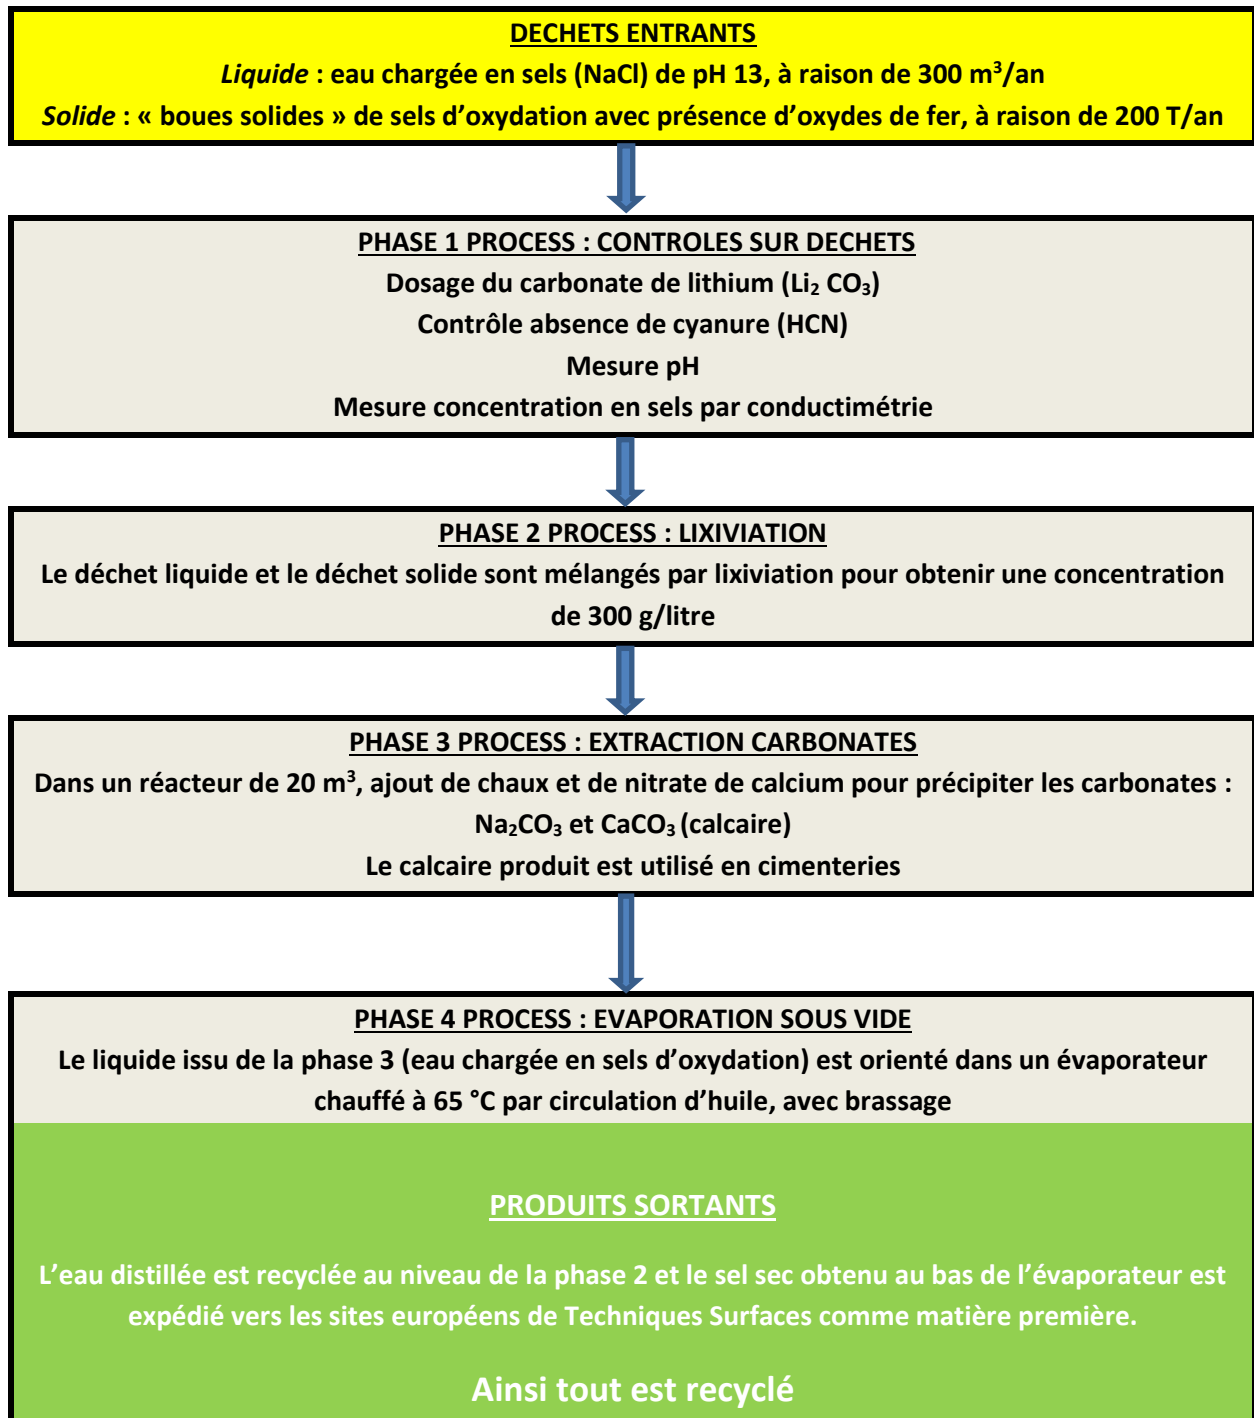 DECHETS ENTRANTS
Liquide : eau chargée en sels (NaCl) de pH 13, à raison de 300 m³/an
Solide : « boues solides » de sels d’oxydation avec présence d’oxydes de fer, à raison de 200 T/an
PHASE 1 PROCESS : CONTROLES SUR DECHETS
Dosage du carbonate de lithium (Li₂ CO₃)
Contrôle absence de cyanure (HCN)
Mesure pH
Mesure concentration en sels par conductimétrie
PHASE 2 PROCESS : LIXIVIATION
Le déchet liquide et le déchet solide sont mélangés par lixiviation pour obtenir une concentration
de 300 g/litre
PHASE 3 PROCESS : EXTRACTION CARBONATES
Dans un réacteur de 20 m³, ajout de chaux et de nitrate de calcium pour précipiter les carbonates :
Na₂CO₃ et CaCO₃ (calcaire)
Le calcaire produit est utilisé en cimenteries
PHASE 4 PROCESS : EVAPORATION SOUS VIDE
Le liquide issu de la phase 3 (eau chargée en sels d’oxydation) est orienté dans un évaporateur
chauffé à 65 °C par circulation d’huile, avec brassage
PRODUITS SORTANTS
L’eau distillée est recyclée au niveau de la phase 2 et le sel sec obtenu au bas de l’évaporateur est
expédié vers les sites européens de Techniques Surfaces comme matière première.
Ainsi tout est recyclé